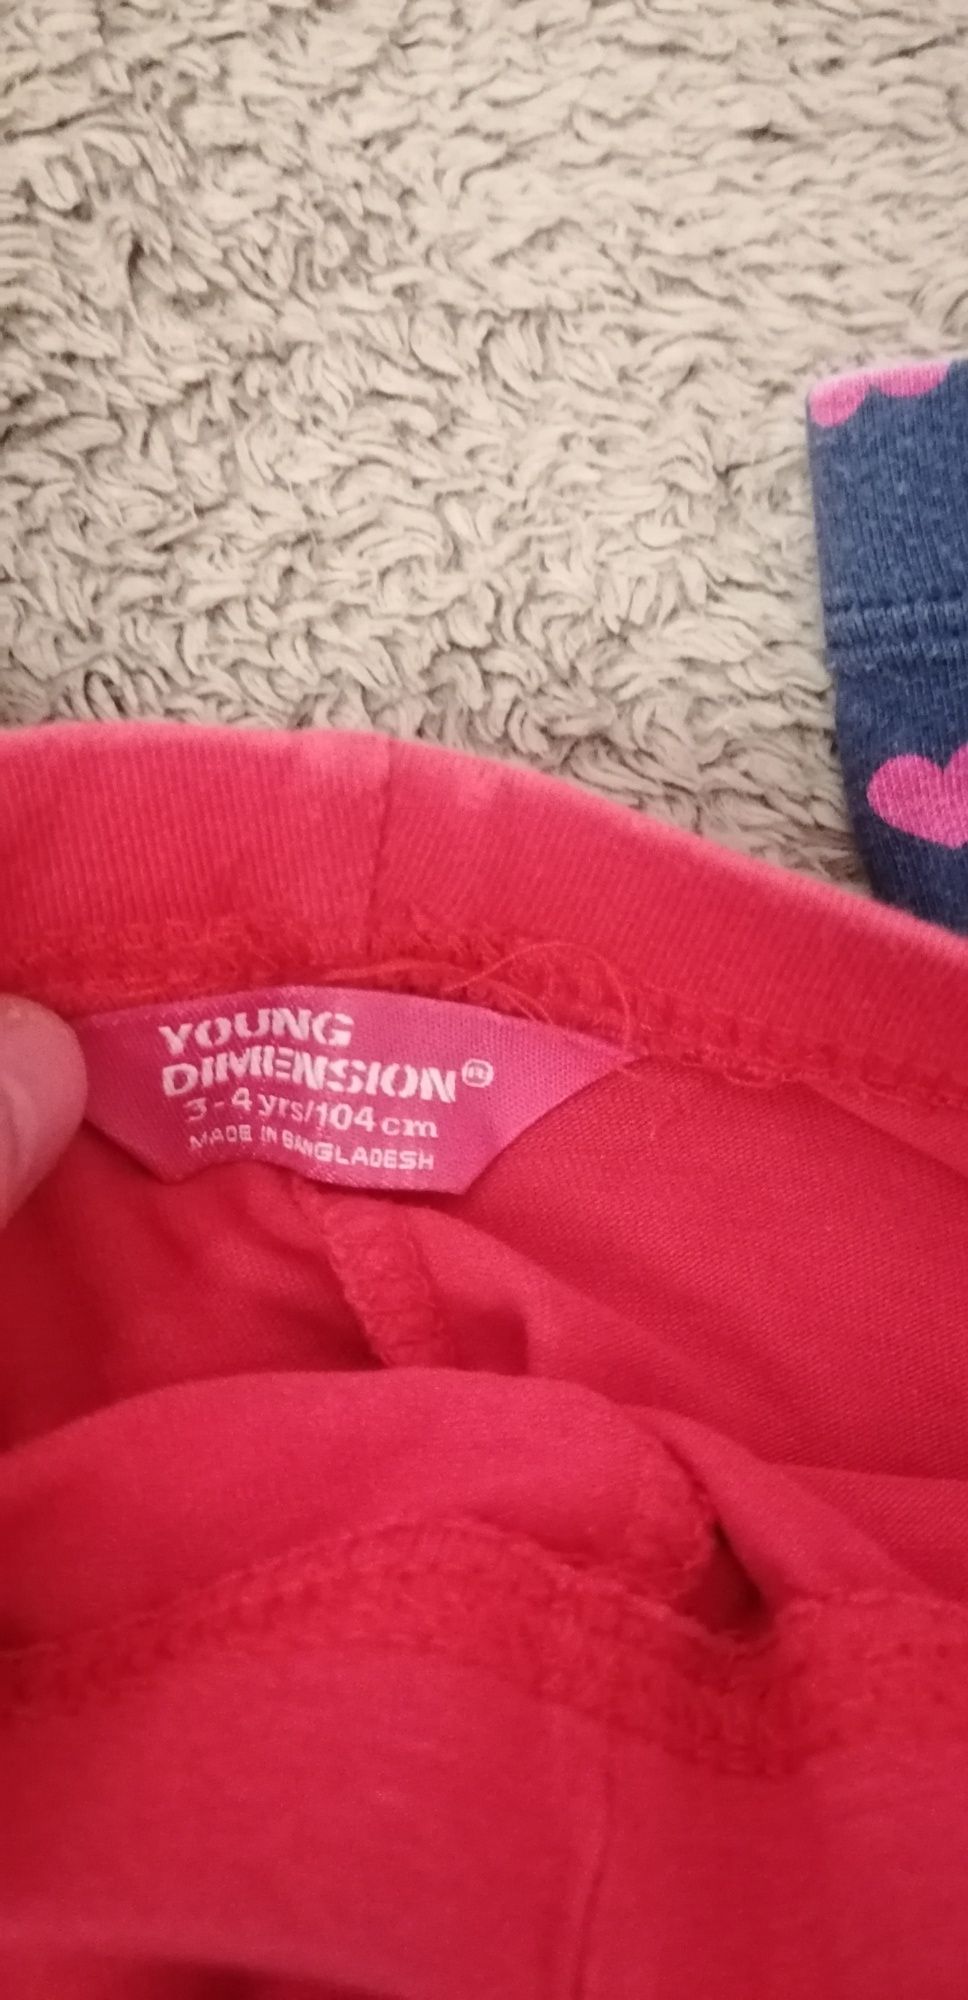 YOUNG
DIMENSION®
3-4 yrs/104 cm
MADE IN BANGLADESH